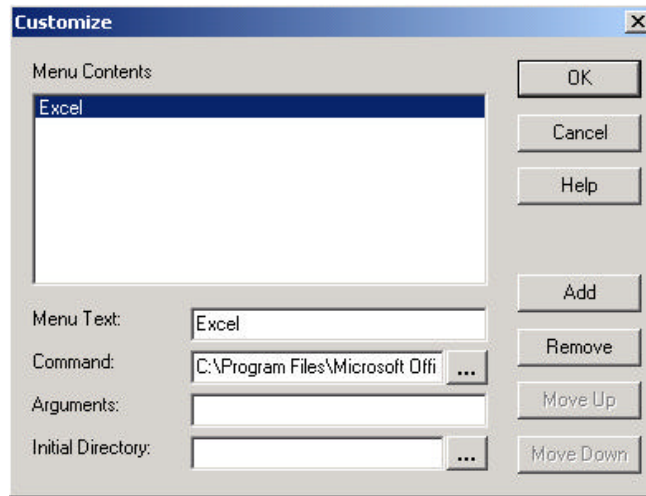 Customize
Menu Contents
Excel
OK
Cancel
Help
Add
Remove
Move Up
Move Down
Menu Text:
Excel
Command:
C:\Program Files\Microsoft Offi
...
Arguments:
Initial Directory:
...